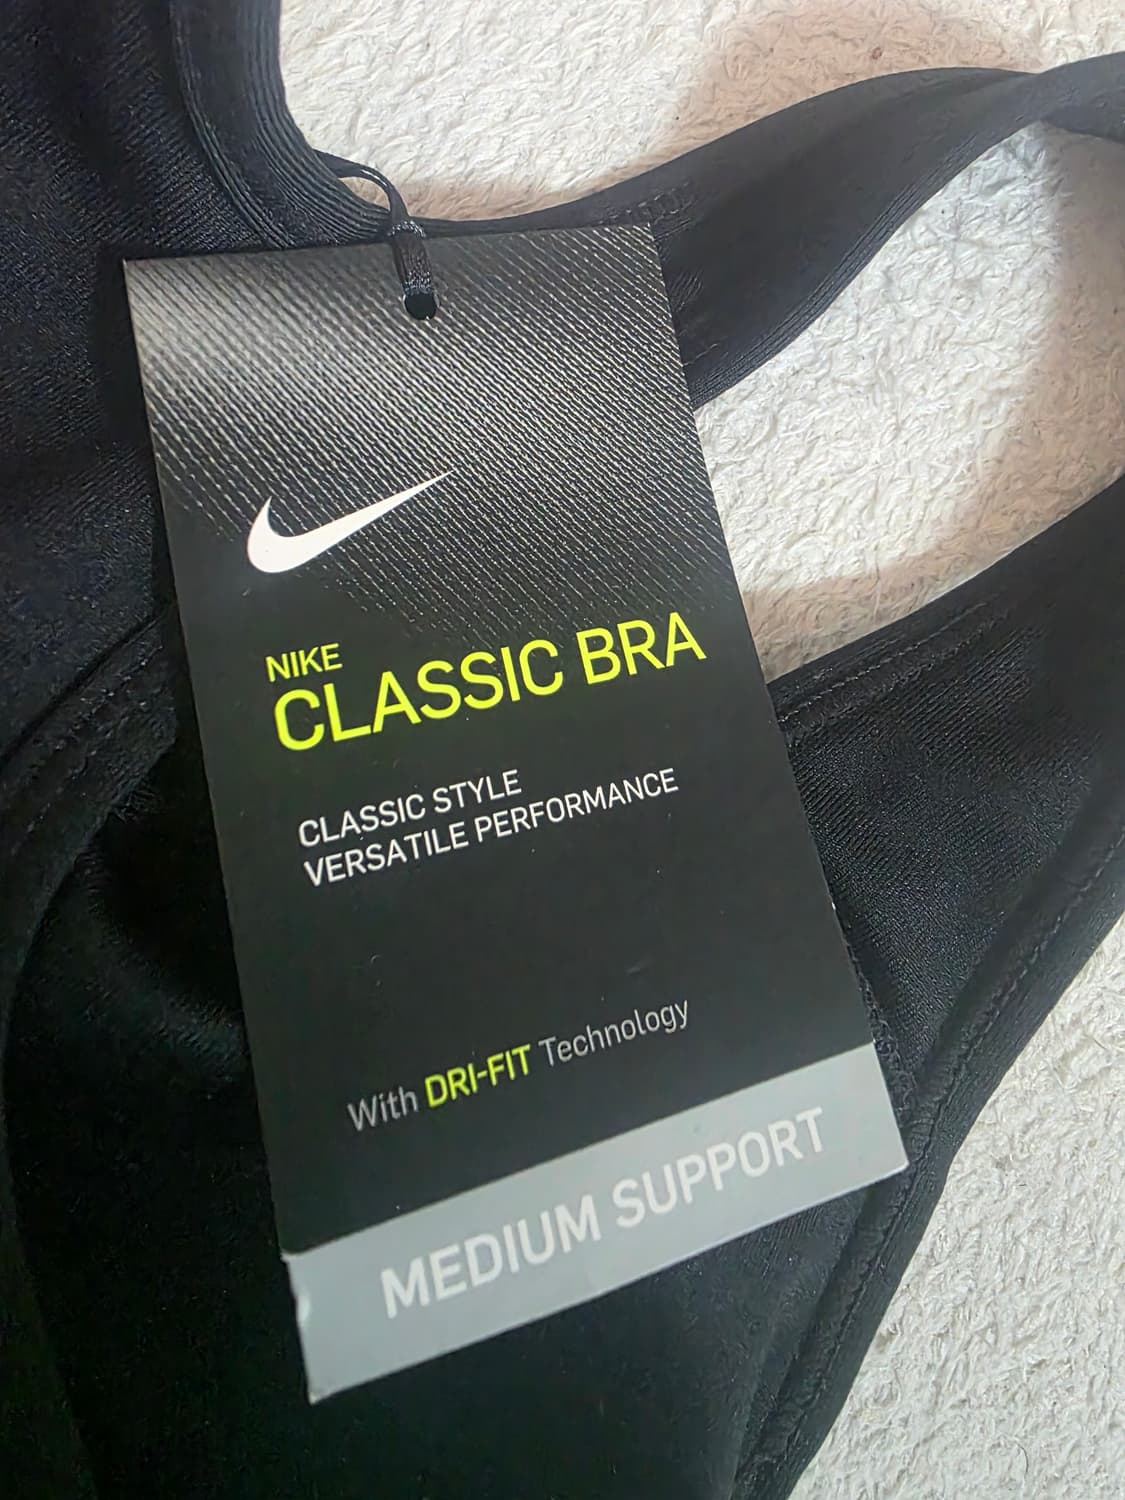 NIKE
CLASSIC BRA
CLASSIC STYLE
VERSATILE PERFORMANCE
With DRI-FIT Technology
MEDIUM SUPPORT